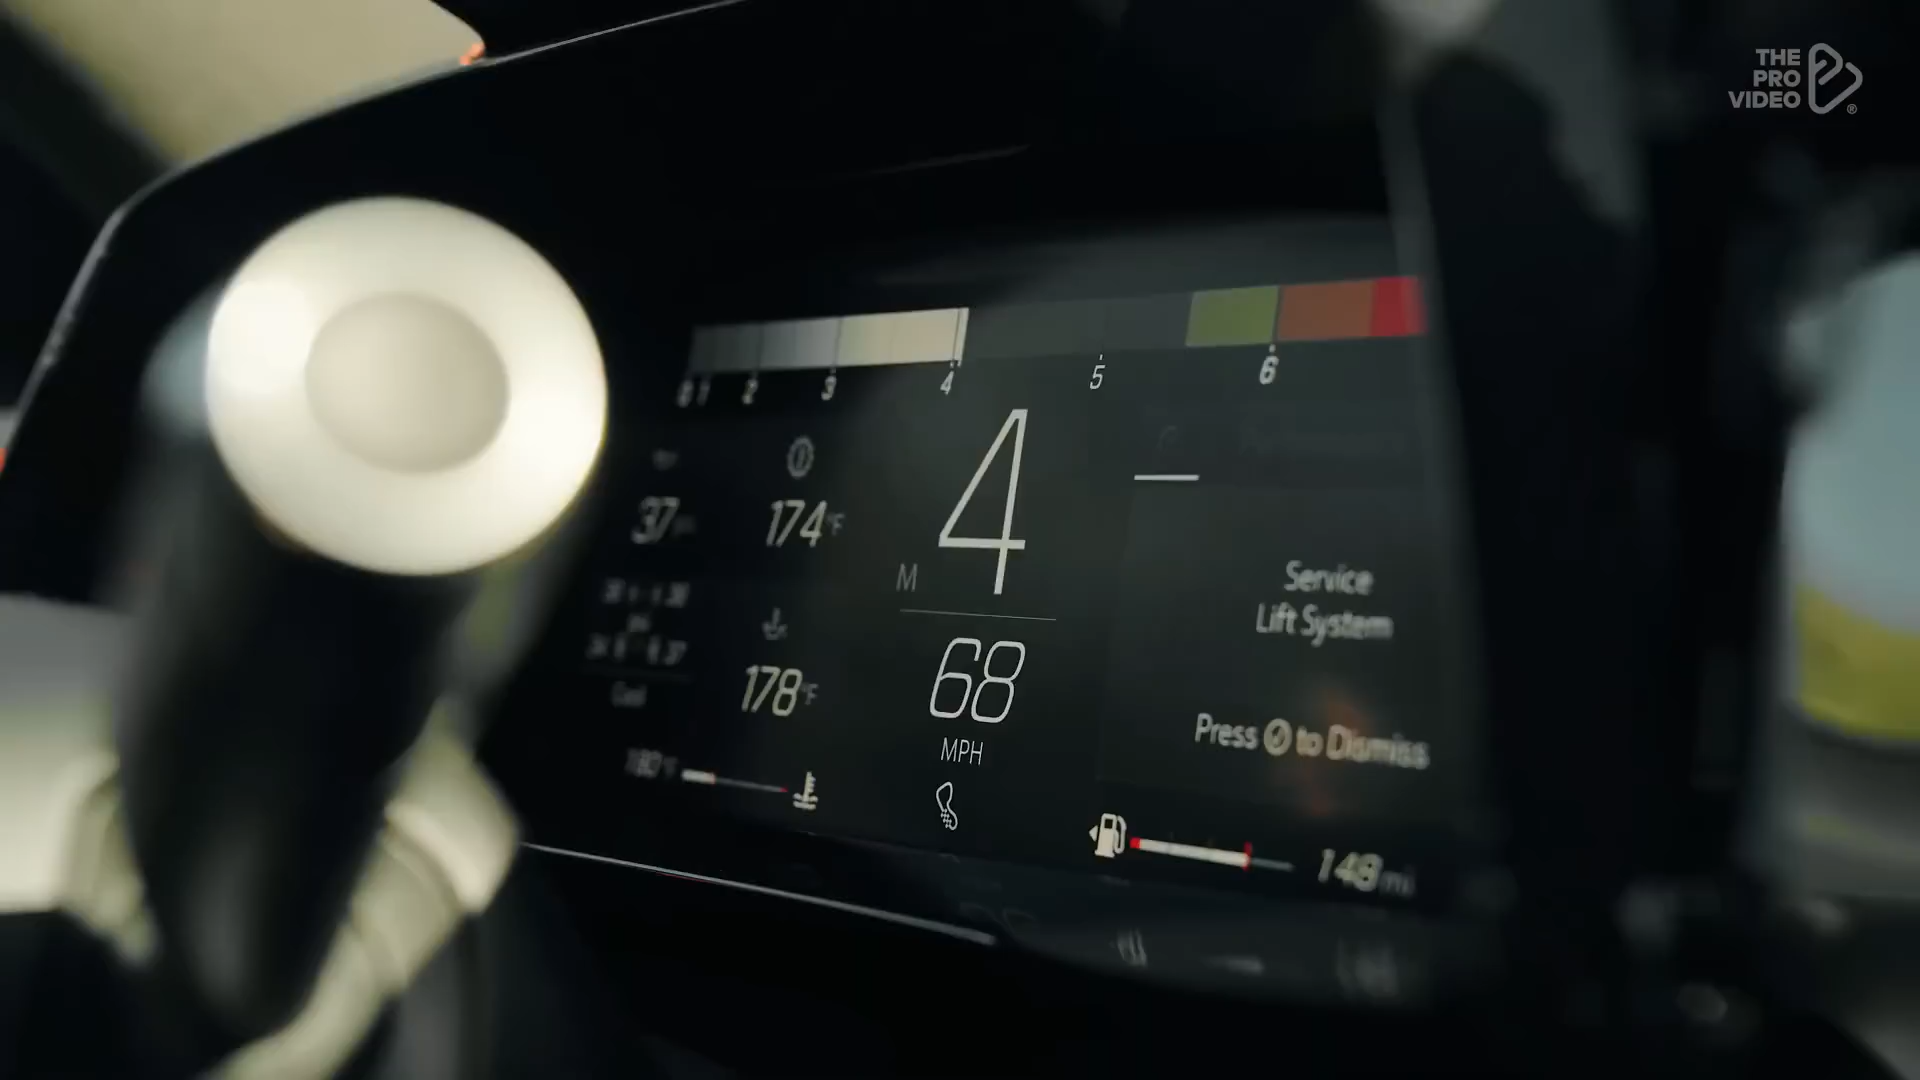 THE
PRO
VIDEO
®
0 1 2 3 4 5 6
4
37
174°F
M
Service
Lift System
68
178°F
MPH
Press to Dismiss
180°F
148 mi